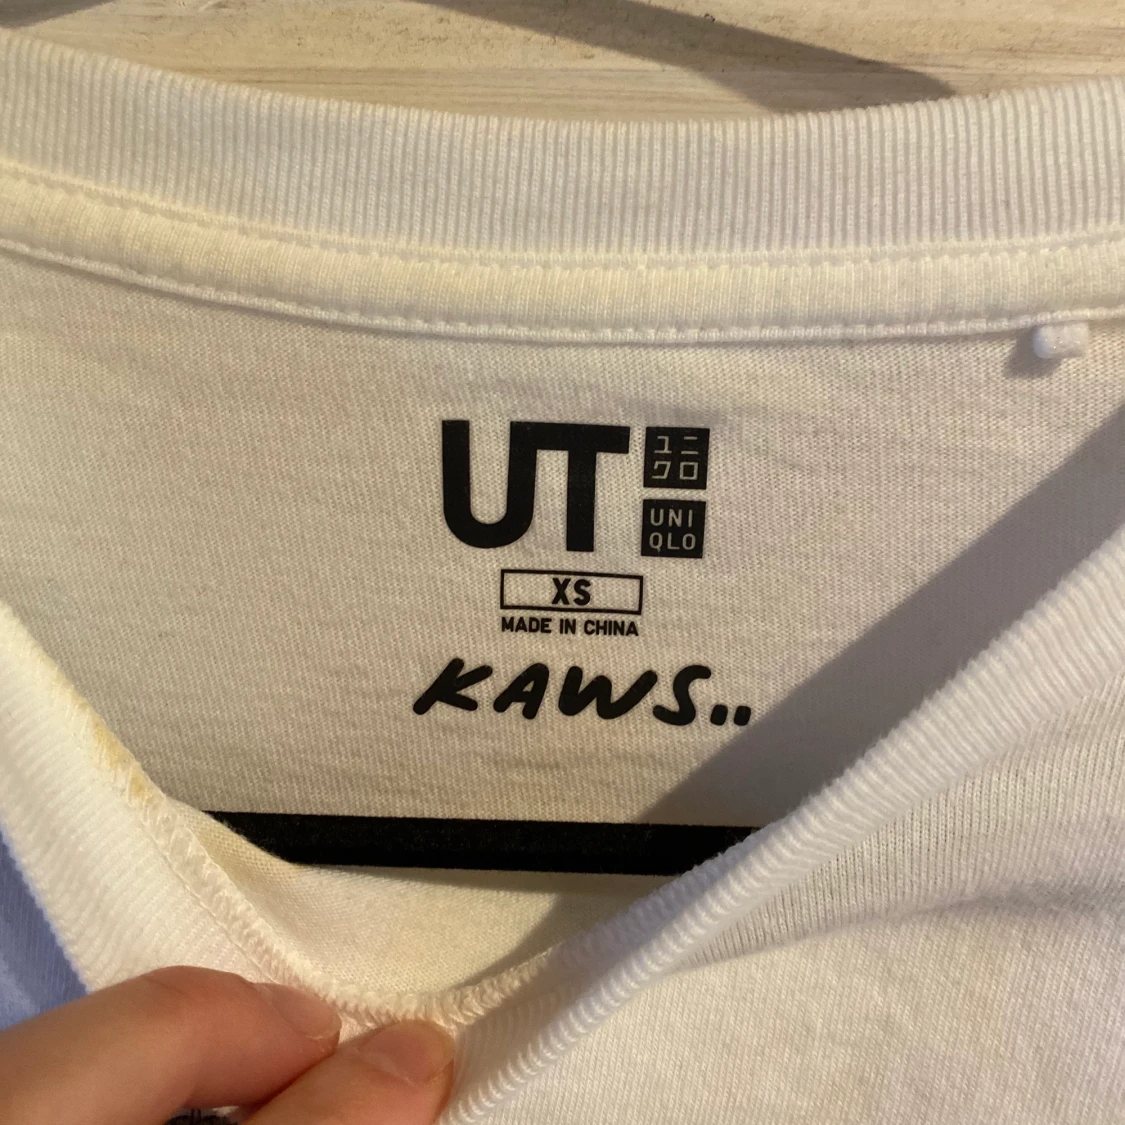 UT
ユニ
クロ
UNI
QLO
XS
MADE IN CHINA
KAWS..